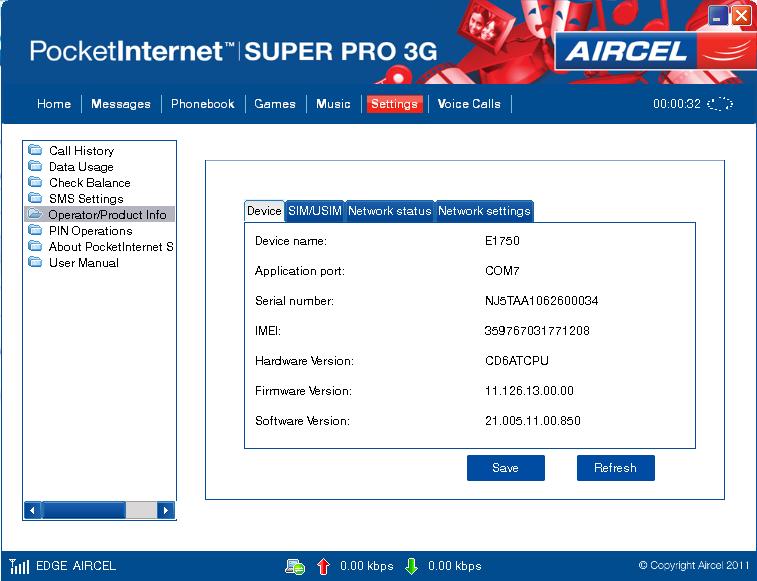 PocketInternet™ | SUPER PRO 3G
AIRCEL
Home Messages Phonebook Games Music Settings Voice Calls 00:00:32
Call History
Data Usage
Check Balance
SMS Settings
Operator/Product Info
PIN Operations
About PocketInternet S
User Manual
Device SIM/USIM Network status Network settings
Device name: E1750
Application port: COM7
Serial number: NJ5TAA1062600034
IMEI: 359767031771208
Hardware Version: CD6ATCPU
Firmware Version: 11.126.13.00.00
Software Version: 21.005.11.00.850
Save Refresh
EDGE AIRCEL 0.00 kbps 0.00 kbps © Copyright Aircel 2011